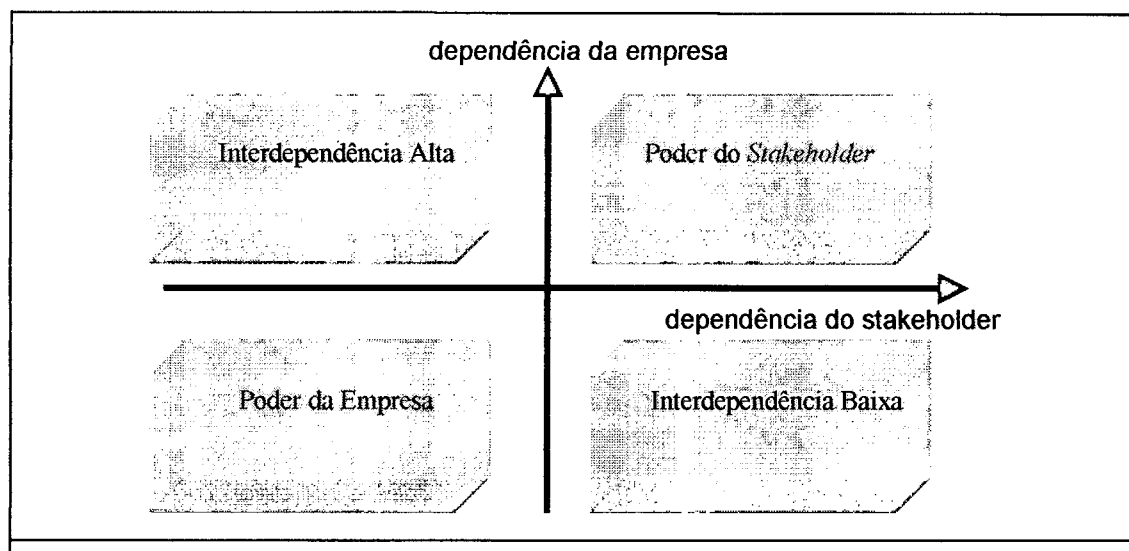 dependência da empresa
Interdependência Alta
Poder do Stakeholder
dependência do stakeholder
Poder da Empresa
Interdependência Baixa